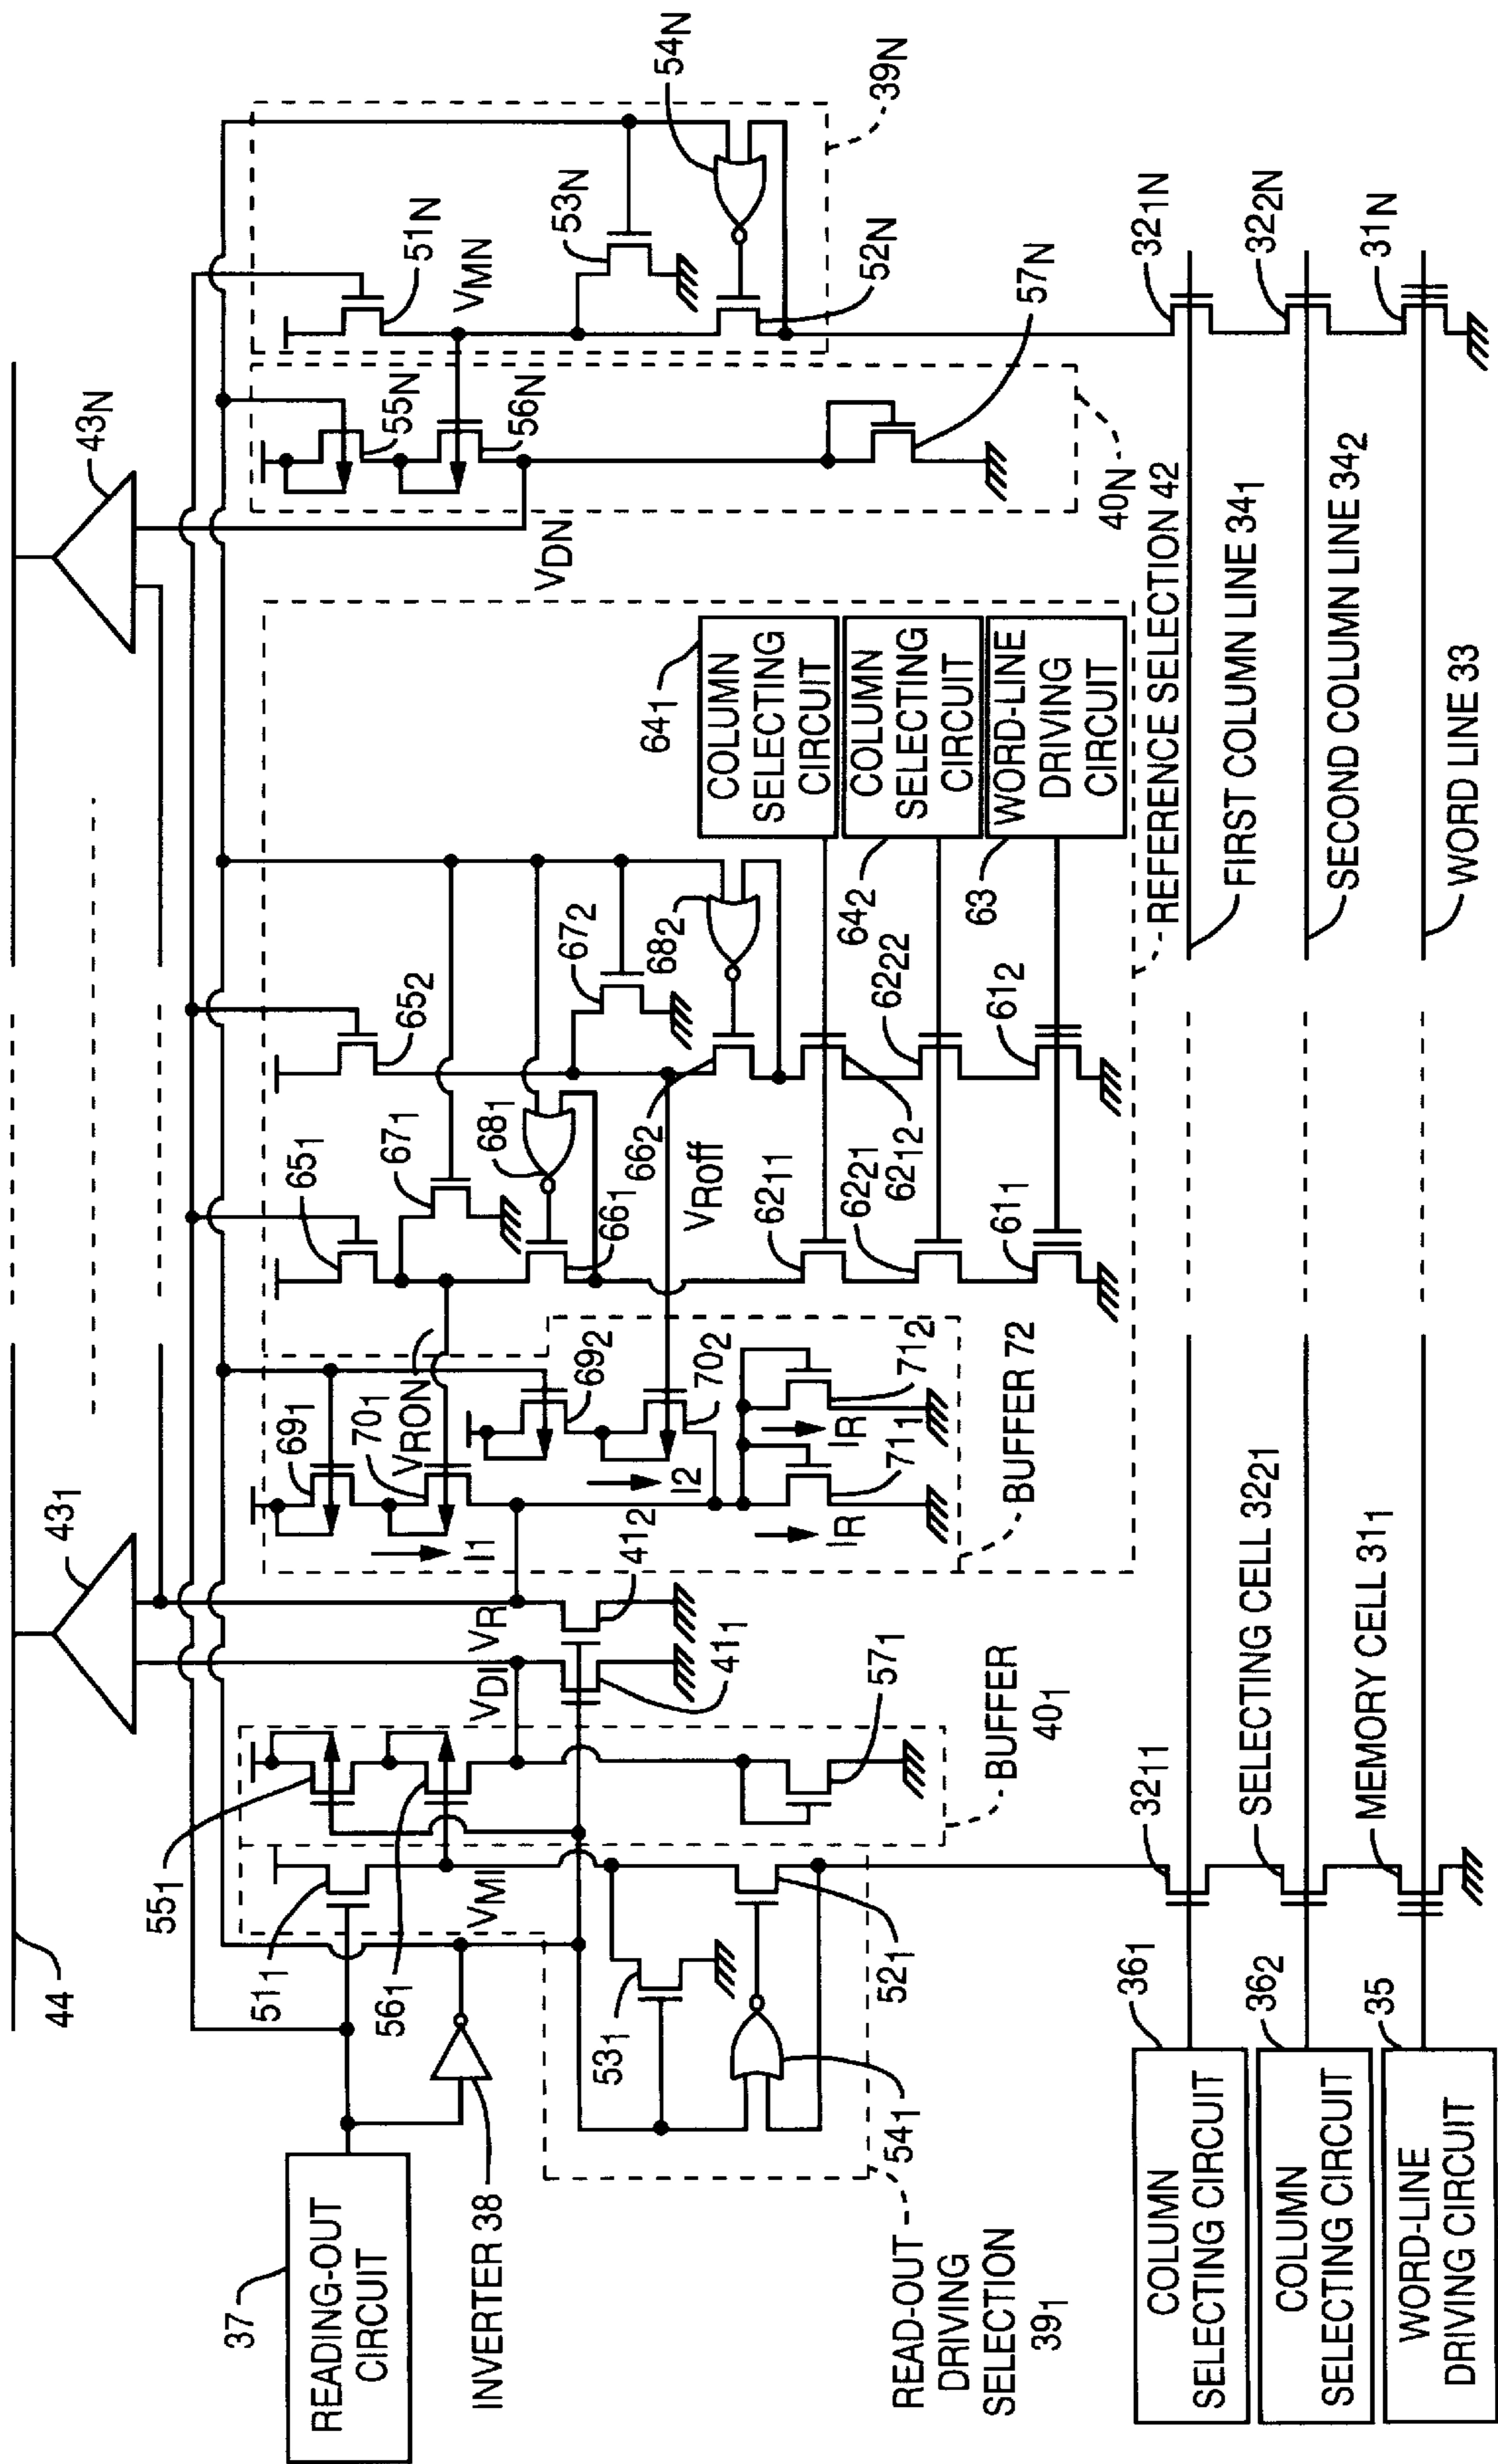 44
43₁
43N
37
READING-OUT
CIRCUIT
INVERTER 38
READ-OUT
DRIVING
SELECTION
39₁
51₁
VMI
52₁
53₁
54₁
55₁
56₁
57₁
BUFFER
40₁
VDI
VR
41₁
41₂
I1
I2
IR
IR
69₁
70₁
VRON
69₂
70₂
71₁
71₂
BUFFER 72
65₁
67₁
68₁
66₁
65₂
67₂
68₂
66₂
VRoff
62₁₁
62₂₁
62₁₂
62₂₂
61₁
61₂
64₁
COLUMN
SELECTING
CIRCUIT
64₂
COLUMN
SELECTING
CIRCUIT
63
WORD-LINE
DRIVING
CIRCUIT
REFERENCE SELECTION 42
VDN
55N
56N
57N
40N
51N
VMN
53N
54N
52N
39N
32₁N
32₂N
31N
FIRST COLUMN LINE 34₁
SECOND COLUMN LINE 34₂
WORD LINE 33
32₁₁
SELECTING CELL 32₂₁
MEMORY CELL 31₁
36₁
COLUMN
SELECTING CIRCUIT
36₂
COLUMN
SELECTING CIRCUIT
35
WORD-LINE
DRIVING CIRCUIT